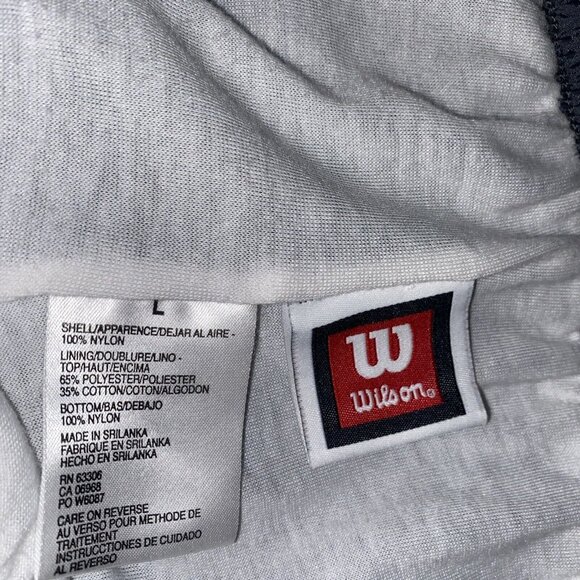 L
SHELL/APPARENCE/DEJAR AL AIRE -
100% NYLON
LINING/DOUBLURE/LINO -
TOP/HAUT/ENCIMA
65% POLYESTER/POLIESTER
35% COTTON/COTON/ALGODON
BOTTOM/BAS/DEBAJO
100% NYLON
MADE IN SRILANKA
FABRIQUE EN SRILANKA
HECHO EN SRILANKA
RN 63306
CA 06968
PO W6087
CARE ON REVERSE
AU VERSO POUR METHODE DE
TRAITEMENT
INSTRUCCTIONES DE CUIDADO
AL REVERSO
W
Wilson®